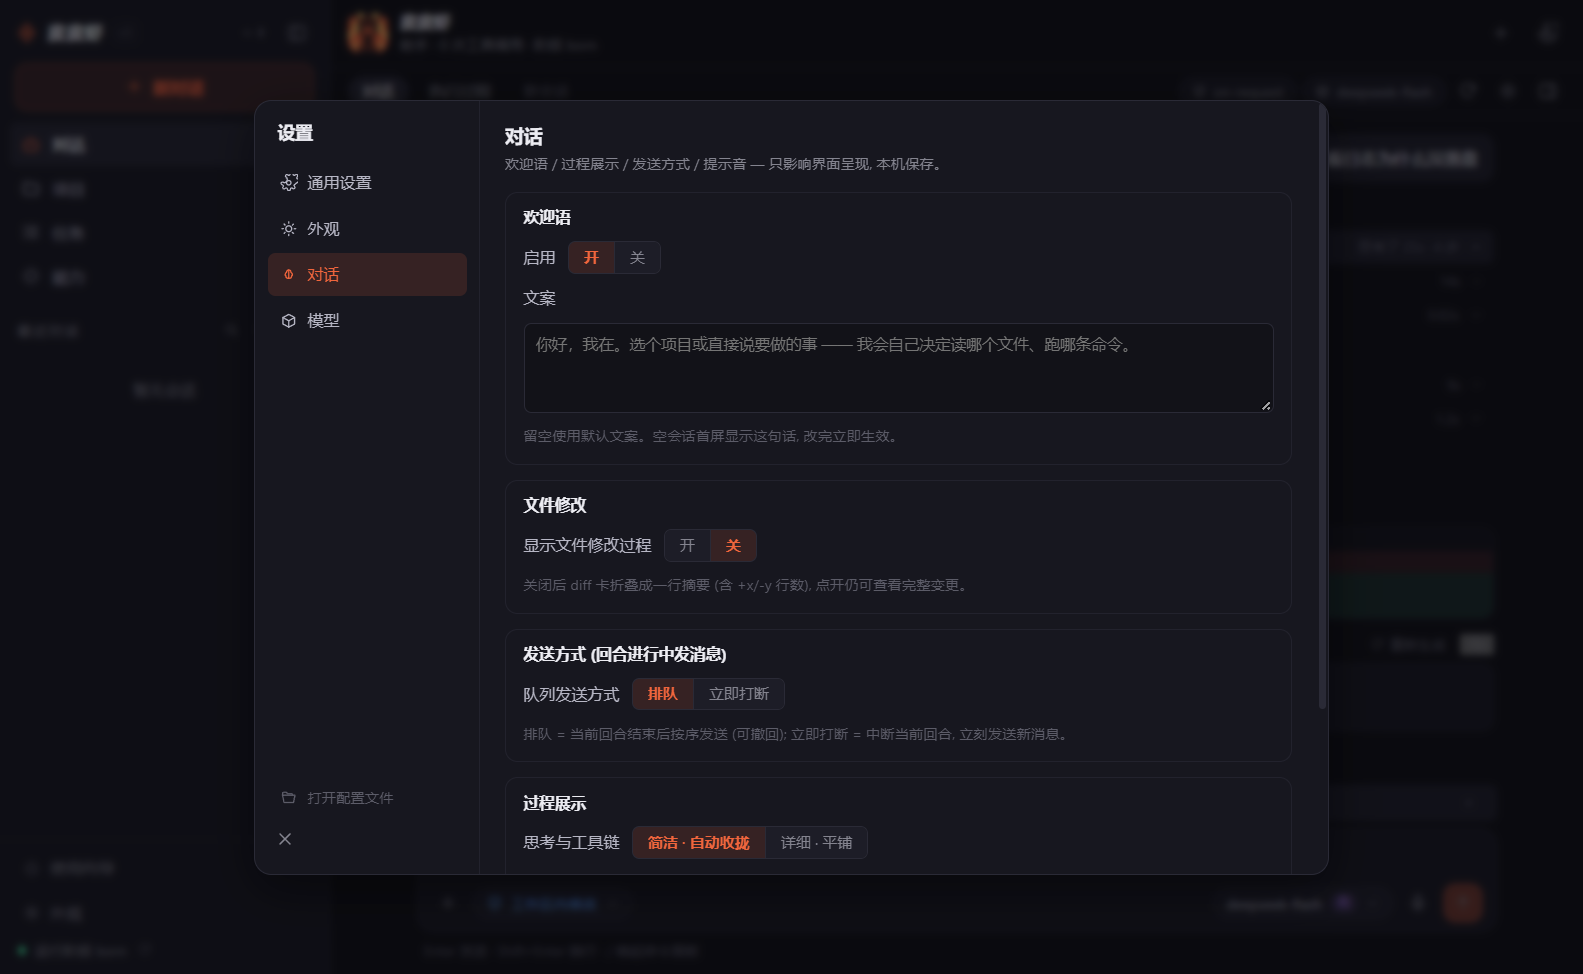 设置
通用设置
外观
对话
模型
打开配置文件
对话
欢迎语 / 过程展示 / 发送方式 / 提示音 — 只影响界面呈现, 本机保存。
欢迎语
启用 开 关
文案
你好，我在。选个项目或直接说要做的事 —— 我会自己决定读哪个文件、跑哪条命令。
留空使用默认文案。空会话首屏显示这句话, 改完立即生效。
文件修改
显示文件修改过程 开 关
关闭后 diff 卡折叠成一行摘要 (含 +x/-y 行数), 点开仍可查看完整变更。
发送方式 (回合进行中发消息)
队列发送方式 排队 立即打断
排队 = 当前回合结束后按序发送 (可撤回); 立即打断 = 中断当前回合, 立刻发送新消息。
过程展示
思考与工具链 简洁 · 自动收拢 详细 · 平铺